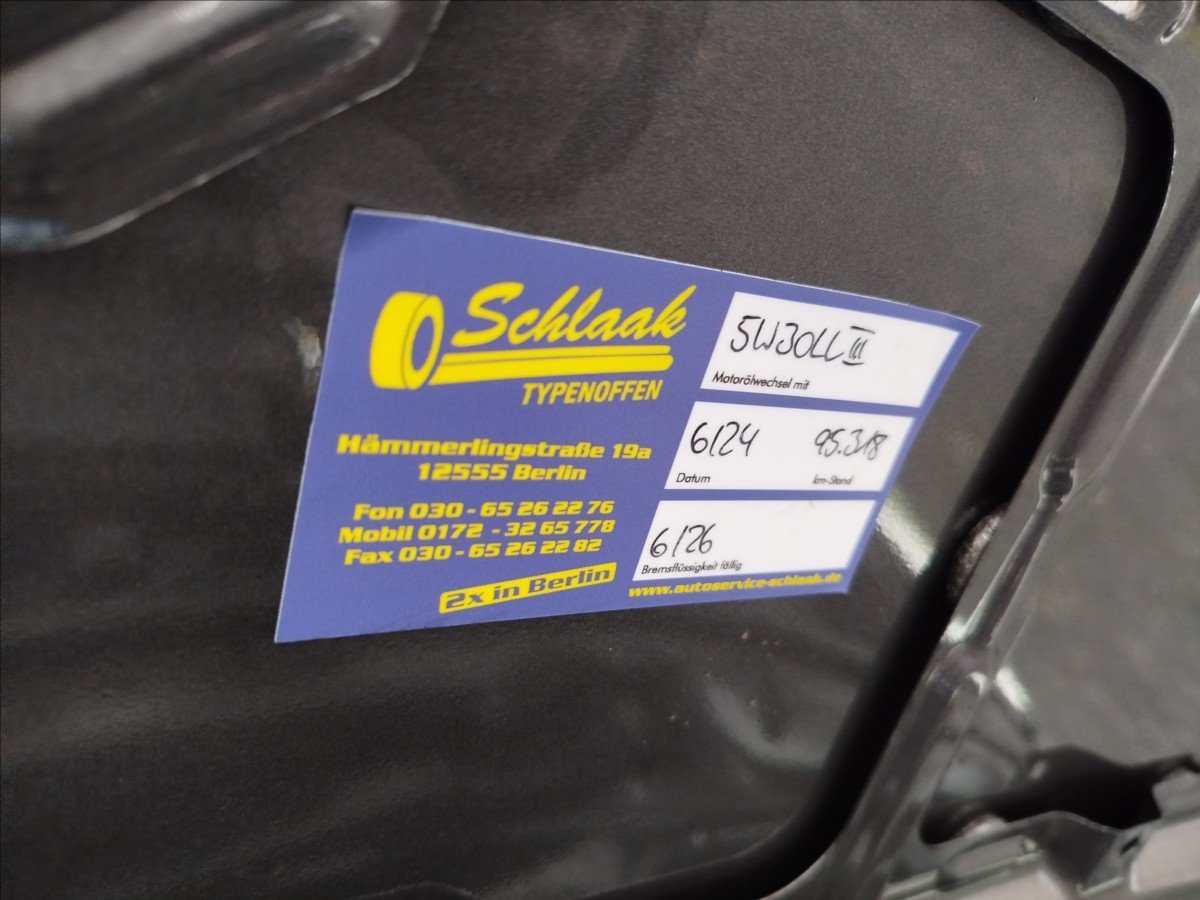 Schlaak
TYPENOFFEN
Hämmerlingstraße 19a
12555 Berlin
Fon 030 - 65 26 22 76
Mobil 0172 - 32 65 778
Fax 030 - 65 26 22 82
2x in Berlin
5W30LL III
Motorölwechsel mit
6/24 95.318
Datum km-Stand
6/26
Bremsflüssigkeit fällig
www.autoservice-schlaak.de